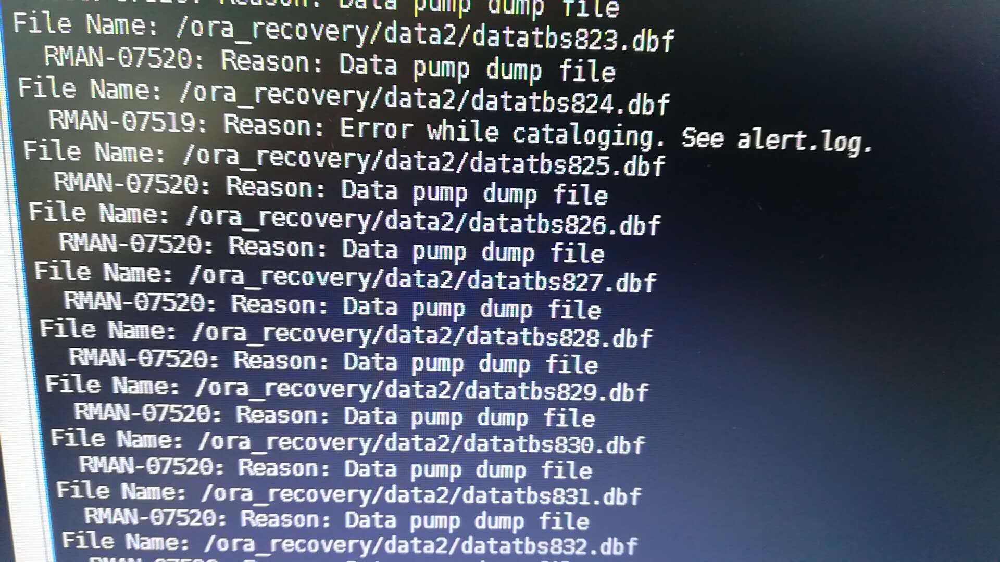 Reason: Data pump dump file
File Name: /ora_recovery/data2/datatbs823.dbf
RMAN-07520: Reason: Data pump dump file
File Name: /ora_recovery/data2/datatbs824.dbf
RMAN-07519: Reason: Error while cataloging. See alert.log.
File Name: /ora_recovery/data2/datatbs825.dbf
RMAN-07520: Reason: Data pump dump file
File Name: /ora_recovery/data2/datatbs826.dbf
RMAN-07520: Reason: Data pump dump file
File Name: /ora_recovery/data2/datatbs827.dbf
RMAN-07520: Reason: Data pump dump file
File Name: /ora_recovery/data2/datatbs828.dbf
RMAN-07520: Reason: Data pump dump file
File Name: /ora_recovery/data2/datatbs829.dbf
RMAN-07520: Reason: Data pump dump file
File Name: /ora_recovery/data2/datatbs830.dbf
RMAN-07520: Reason: Data pump dump file
File Name: /ora_recovery/data2/datatbs831.dbf
RMAN-07520: Reason: Data pump dump file
File Name: /ora_recovery/data2/datatbs832.dbf